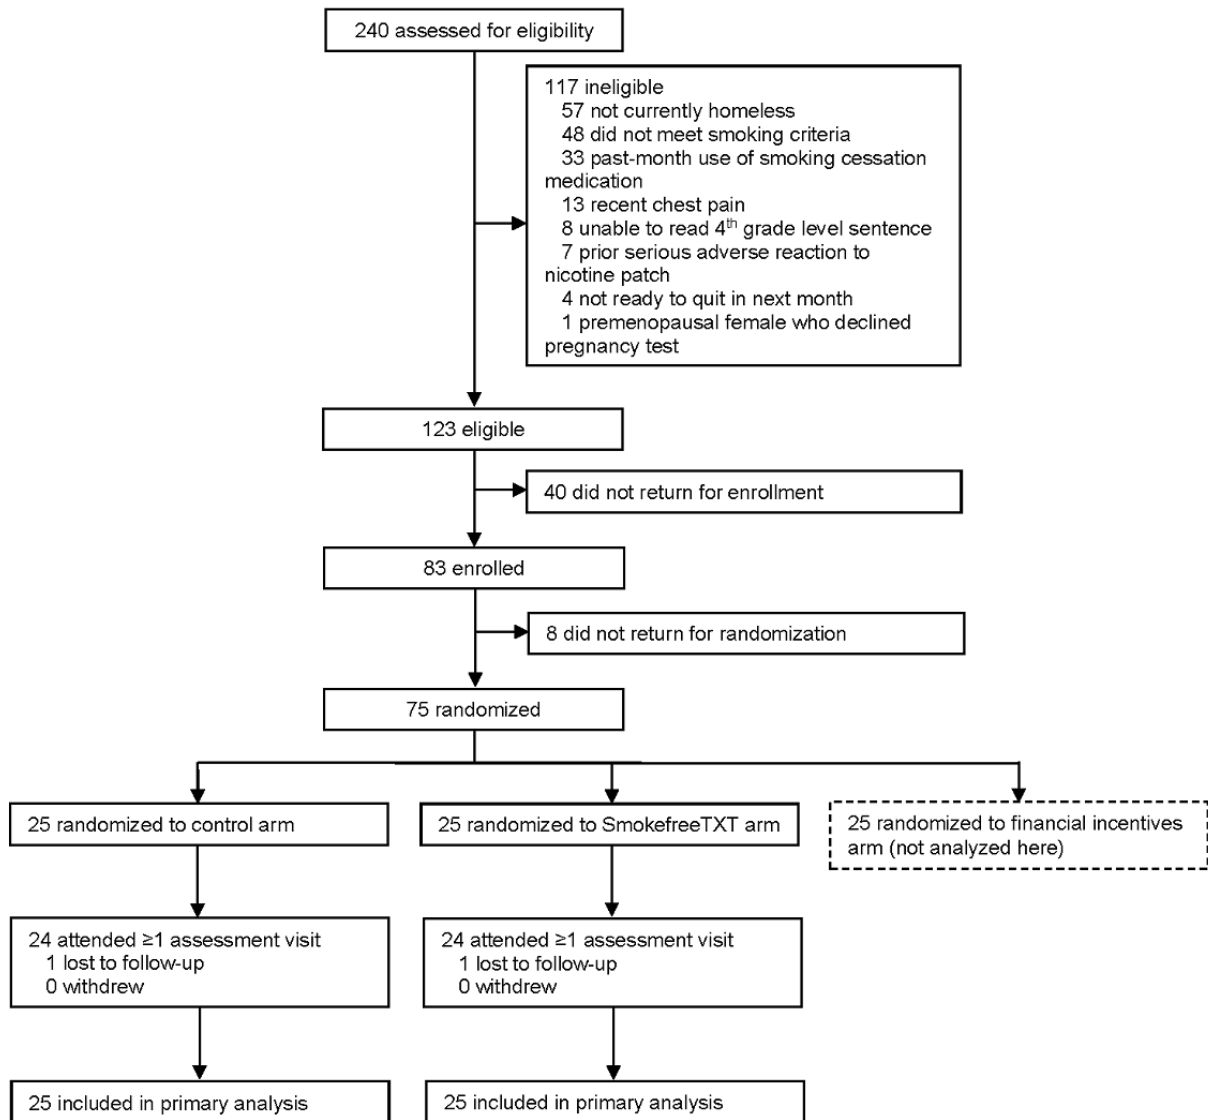 240 assessed for eligibility
117 ineligible
57 not currently homeless
48 did not meet smoking criteria
33 past-month use of smoking cessation
medication
13 recent chest pain
8 unable to read 4th grade level sentence
7 prior serious adverse reaction to
nicotine patch
4 not ready to quit in next month
1 premenopausal female who declined
pregnancy test
123 eligible
40 did not return for enrollment
83 enrolled
8 did not return for randomization
75 randomized
25 randomized to control arm
25 randomized to SmokefreeTXT arm
25 randomized to financial incentives
arm (not analyzed here)
24 attended ≥1 assessment visit
1 lost to follow-up
0 withdrew
24 attended ≥1 assessment visit
1 lost to follow-up
0 withdrew
25 included in primary analysis
25 included in primary analysis